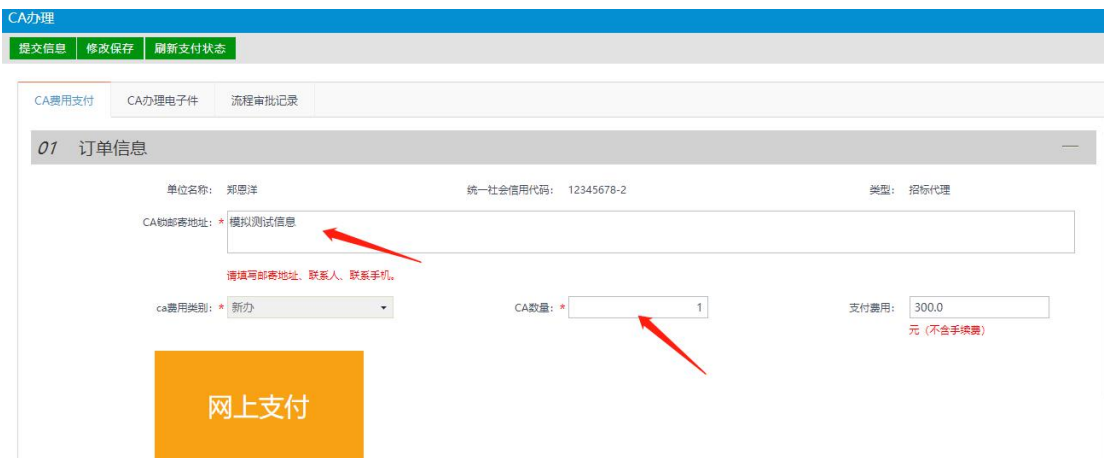 CA办理
提交信息 修改保存 刷新支付状态
CA费用支付 CA办理电子件 流程审批记录
01 订单信息
单位名称: 郑恩洋 统一社会信用代码: 12345678-2 类型: 招标代理
CA锁邮寄地址: * 模拟测试信息
请填写邮寄地址、联系人、联系手机。
ca费用类别: * 新办 CA数量: * 1 支付费用: 300.0
元（不含手续费）
网上支付